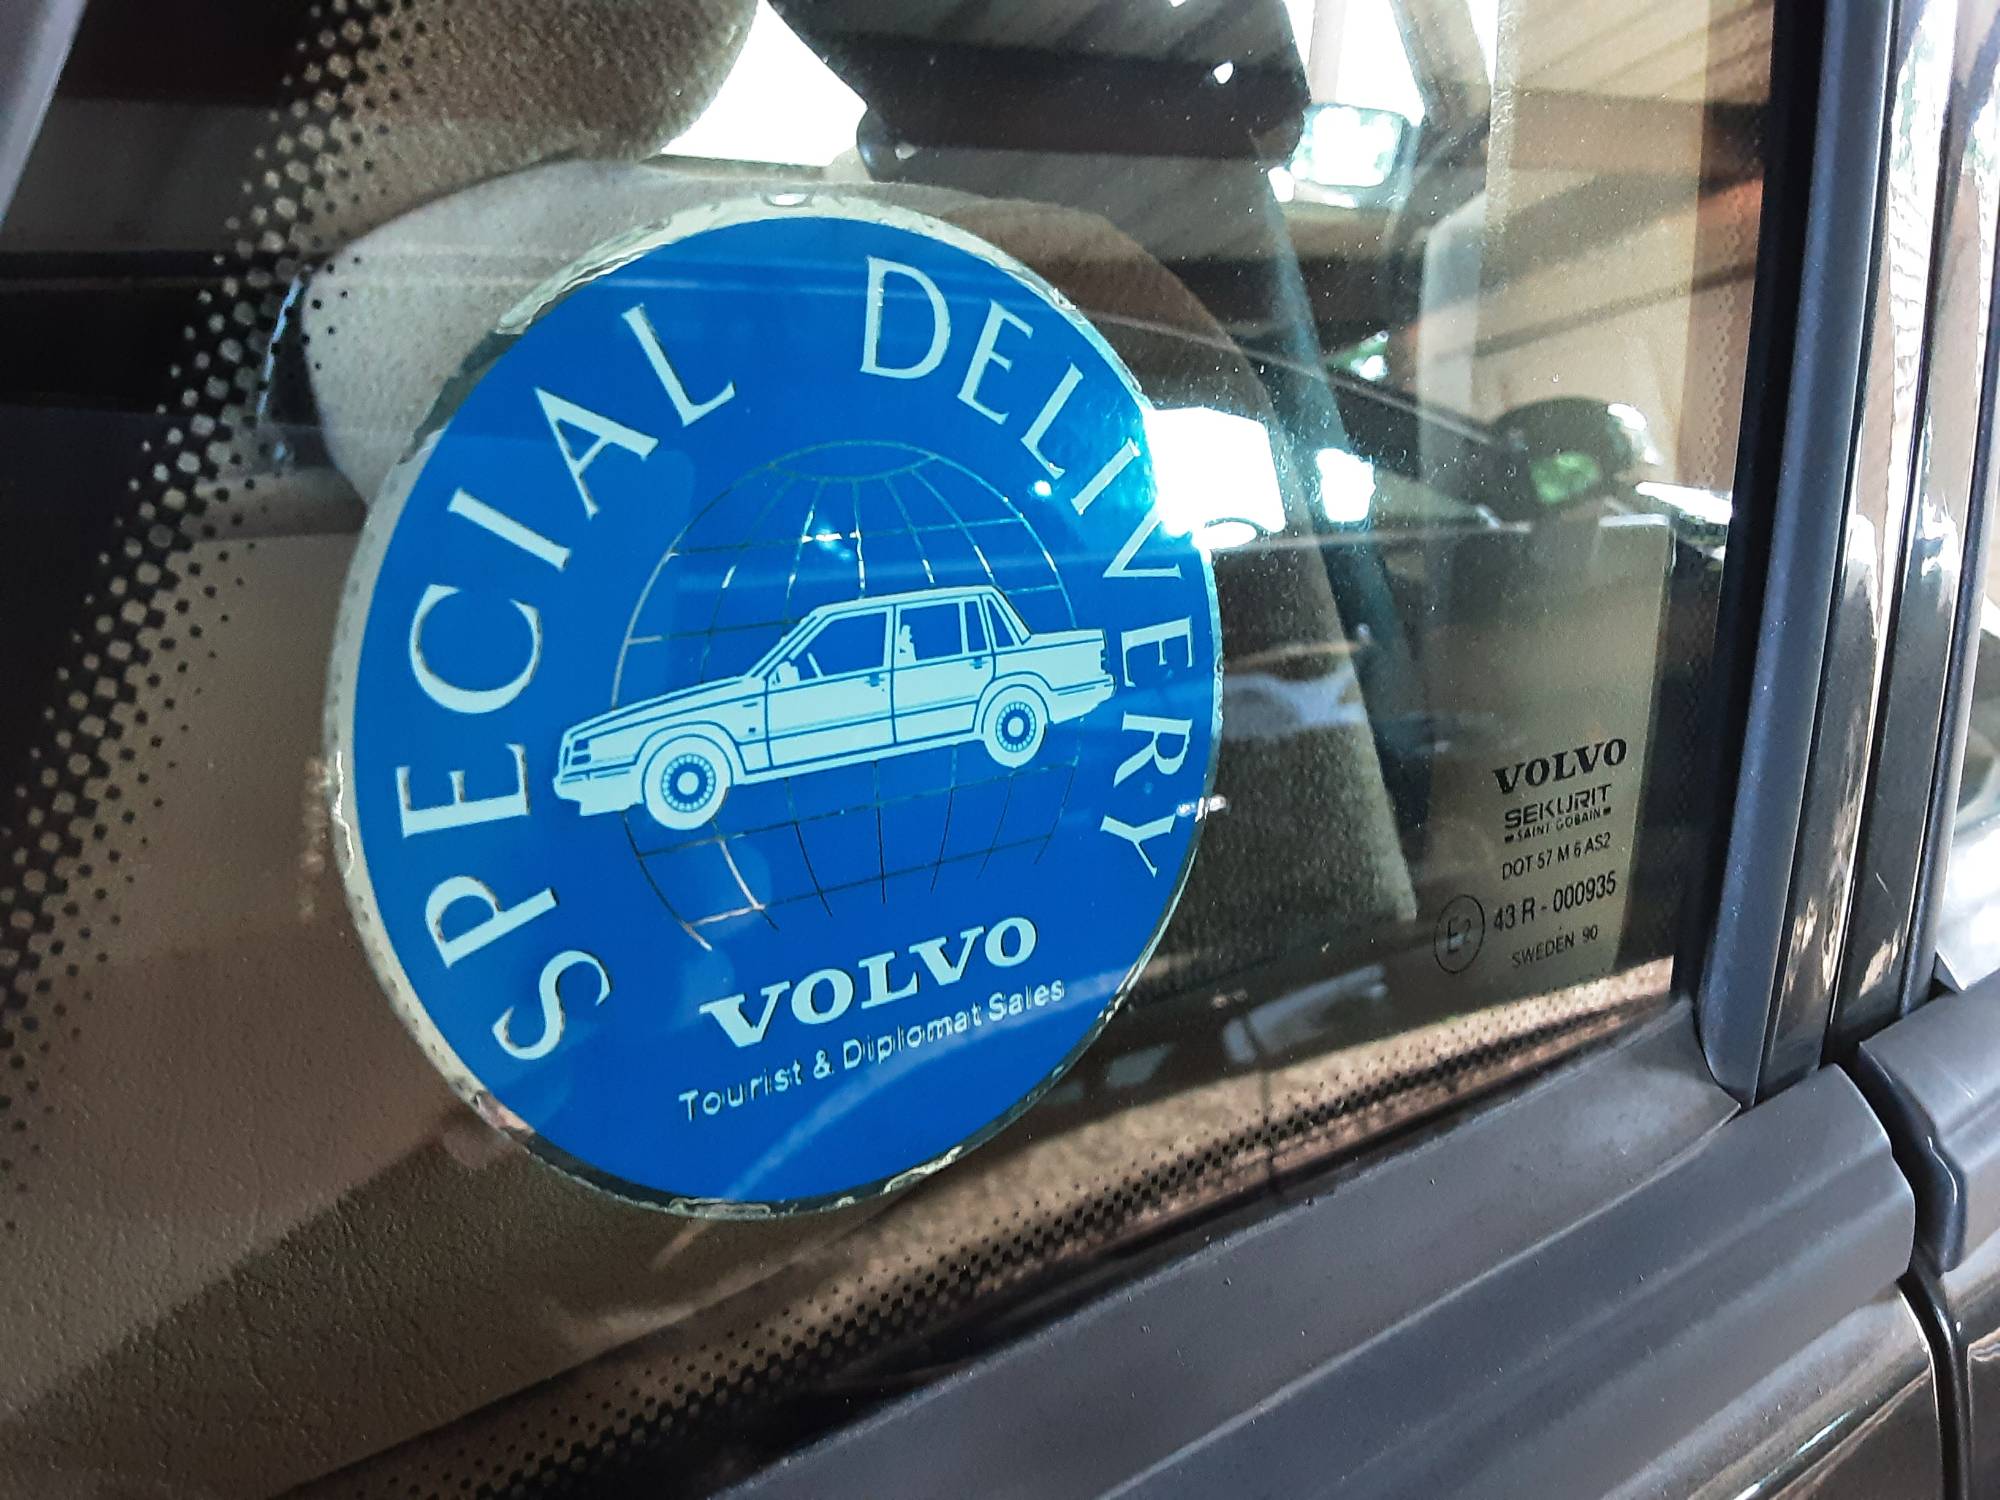 SPECIAL DELIVERY
VOLVO
Tourist & Diplomat Sales
VOLVO
SEKURIT
SAINT-GOBAIN
DOT 57 M 6 AS2
E2 43 R - 000935
SWEDEN 90